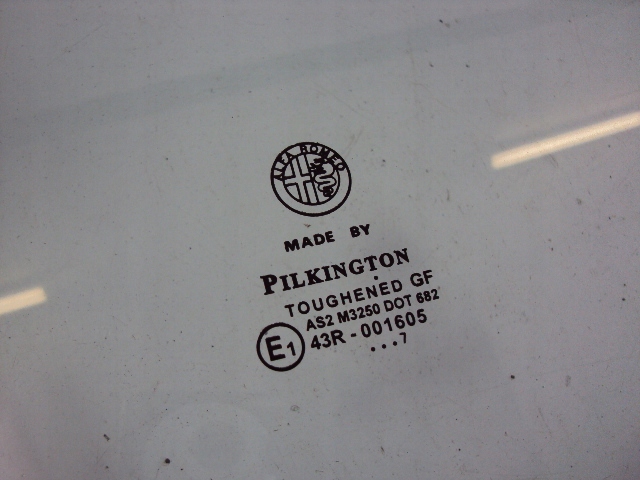 ALFA ROMEO
MADE BY
PILKINGTON
TOUGHENED GF
AS2 M3250 DOT 682
E1 43R - 001605
...7